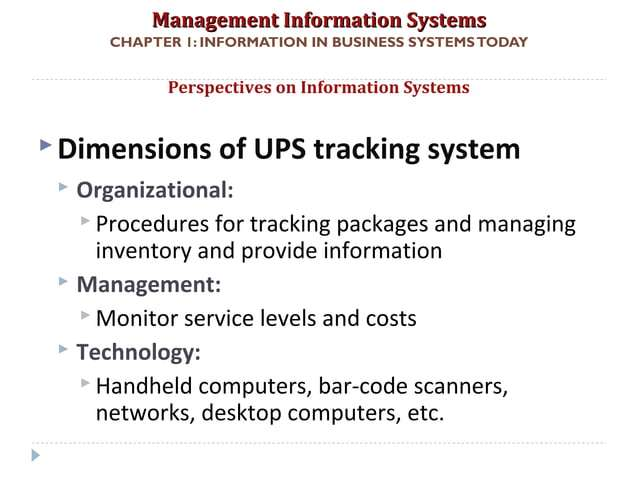 Management Information Systems
CHAPTER 1: INFORMATION IN BUSINESS SYSTEMS TODAY
Perspectives on Information Systems
Dimensions of UPS tracking system
Organizational:
Procedures for tracking packages and managing
inventory and provide information
Management:
Monitor service levels and costs
Technology:
Handheld computers, bar-code scanners,
networks, desktop computers, etc.